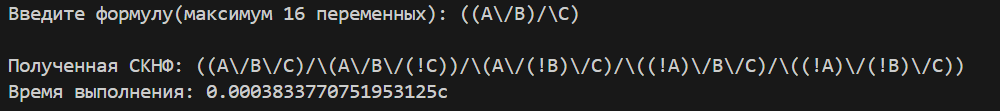 Введите формулу(максимум 16 переменных): ((A\/B)/\C)
Полученная СКНФ: ((A\/B\/C)/\(A\/B\/(!C))/\(A\/(!B)\/C)/\((!A)\/B\/C)/\((!A)\/(!B)\/C))
Время выполнения: 0.0003833770751953125с